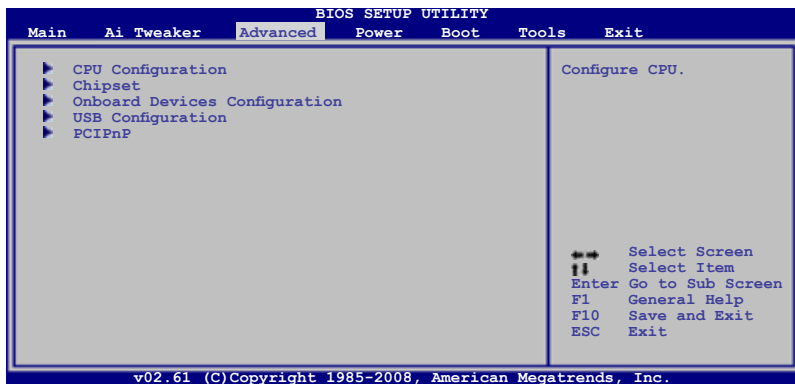 BIOS SETUP UTILITY
Main Ai Tweaker Advanced Power Boot Tools Exit
CPU Configuration
Chipset
Onboard Devices Configuration
USB Configuration
PCIPnP
Configure CPU.
Select Screen
Select Item
Enter Go to Sub Screen
F1 General Help
F10 Save and Exit
ESC Exit
v02.61 (C)Copyright 1985-2008, American Megatrends, Inc.